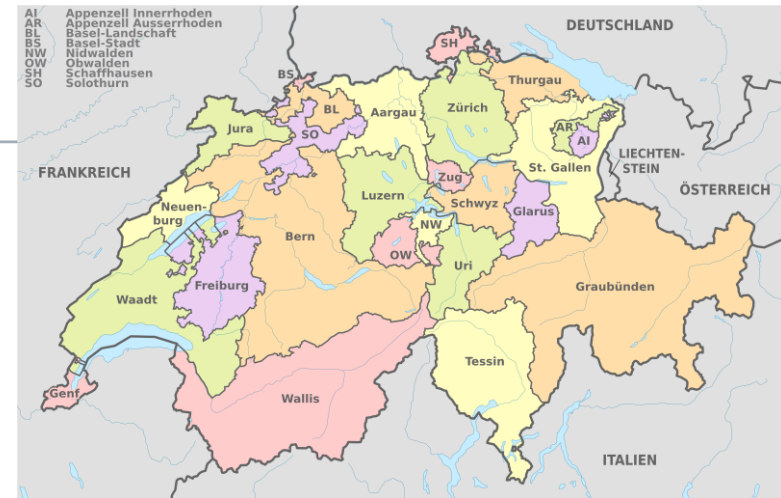 AI Appenzell Innerrhoden
AR Appenzell Ausserrhoden
BL Basel-Landschaft
BS Basel-Stadt
NW Nidwalden
OW Obwalden
SH Schaffhausen
SO Solothurn
DEUTSCHLAND
SH
BS
Thurgau
BL
Aargau
Zürich
Jura
SO
AR
AI
FRANKREICH
St. Gallen
LIECHTEN-
STEIN
Zug
ÖSTERREICH
Luzern
Neuen-
burg
Schwyz
Glarus
NW
Bern
OW
Uri
Freiburg
Graubünden
Waadt
Tessin
Genf
Wallis
ITALIEN